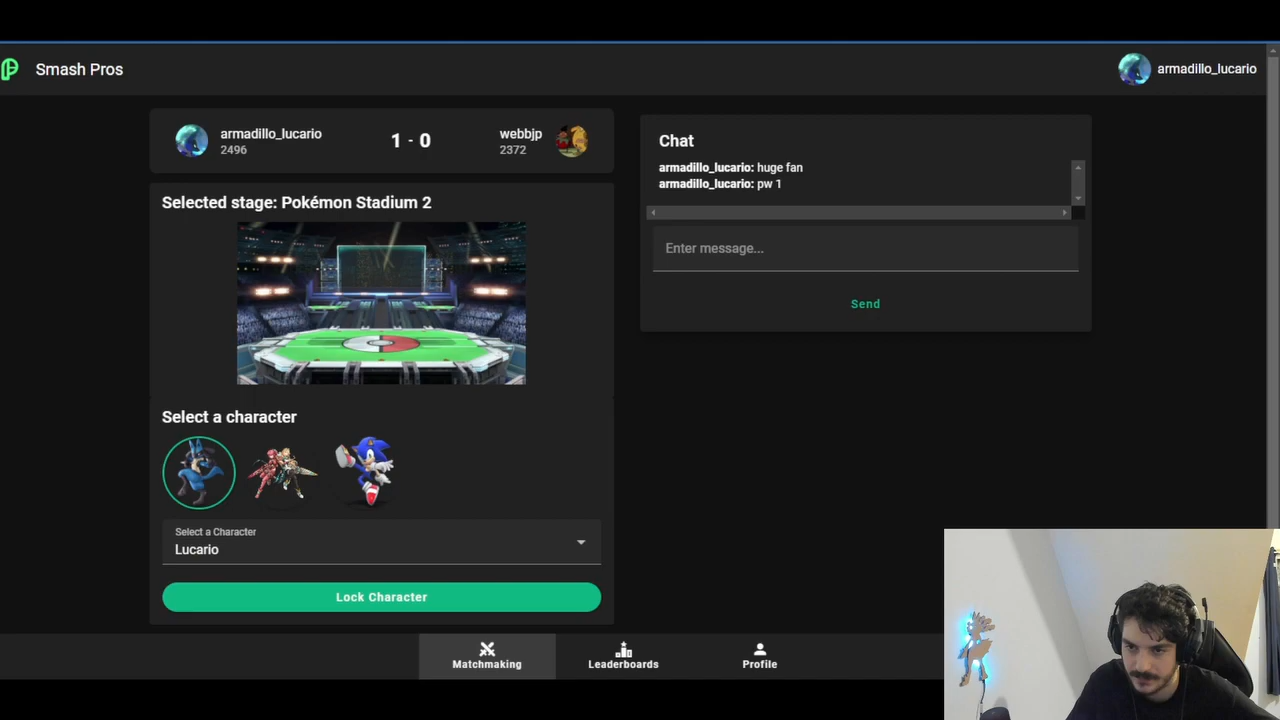 Smash Pros
armadillo_lucario
armadillo_lucario
2496
1 - 0
webbjp
2372
Selected stage: Pokémon Stadium 2
Select a character
Select a Character
Lucario
Lock Character
Chat
armadillo_lucario: huge fan
armadillo_lucario: pw 1
Enter message...
Send
Matchmaking
Leaderboards
Profile